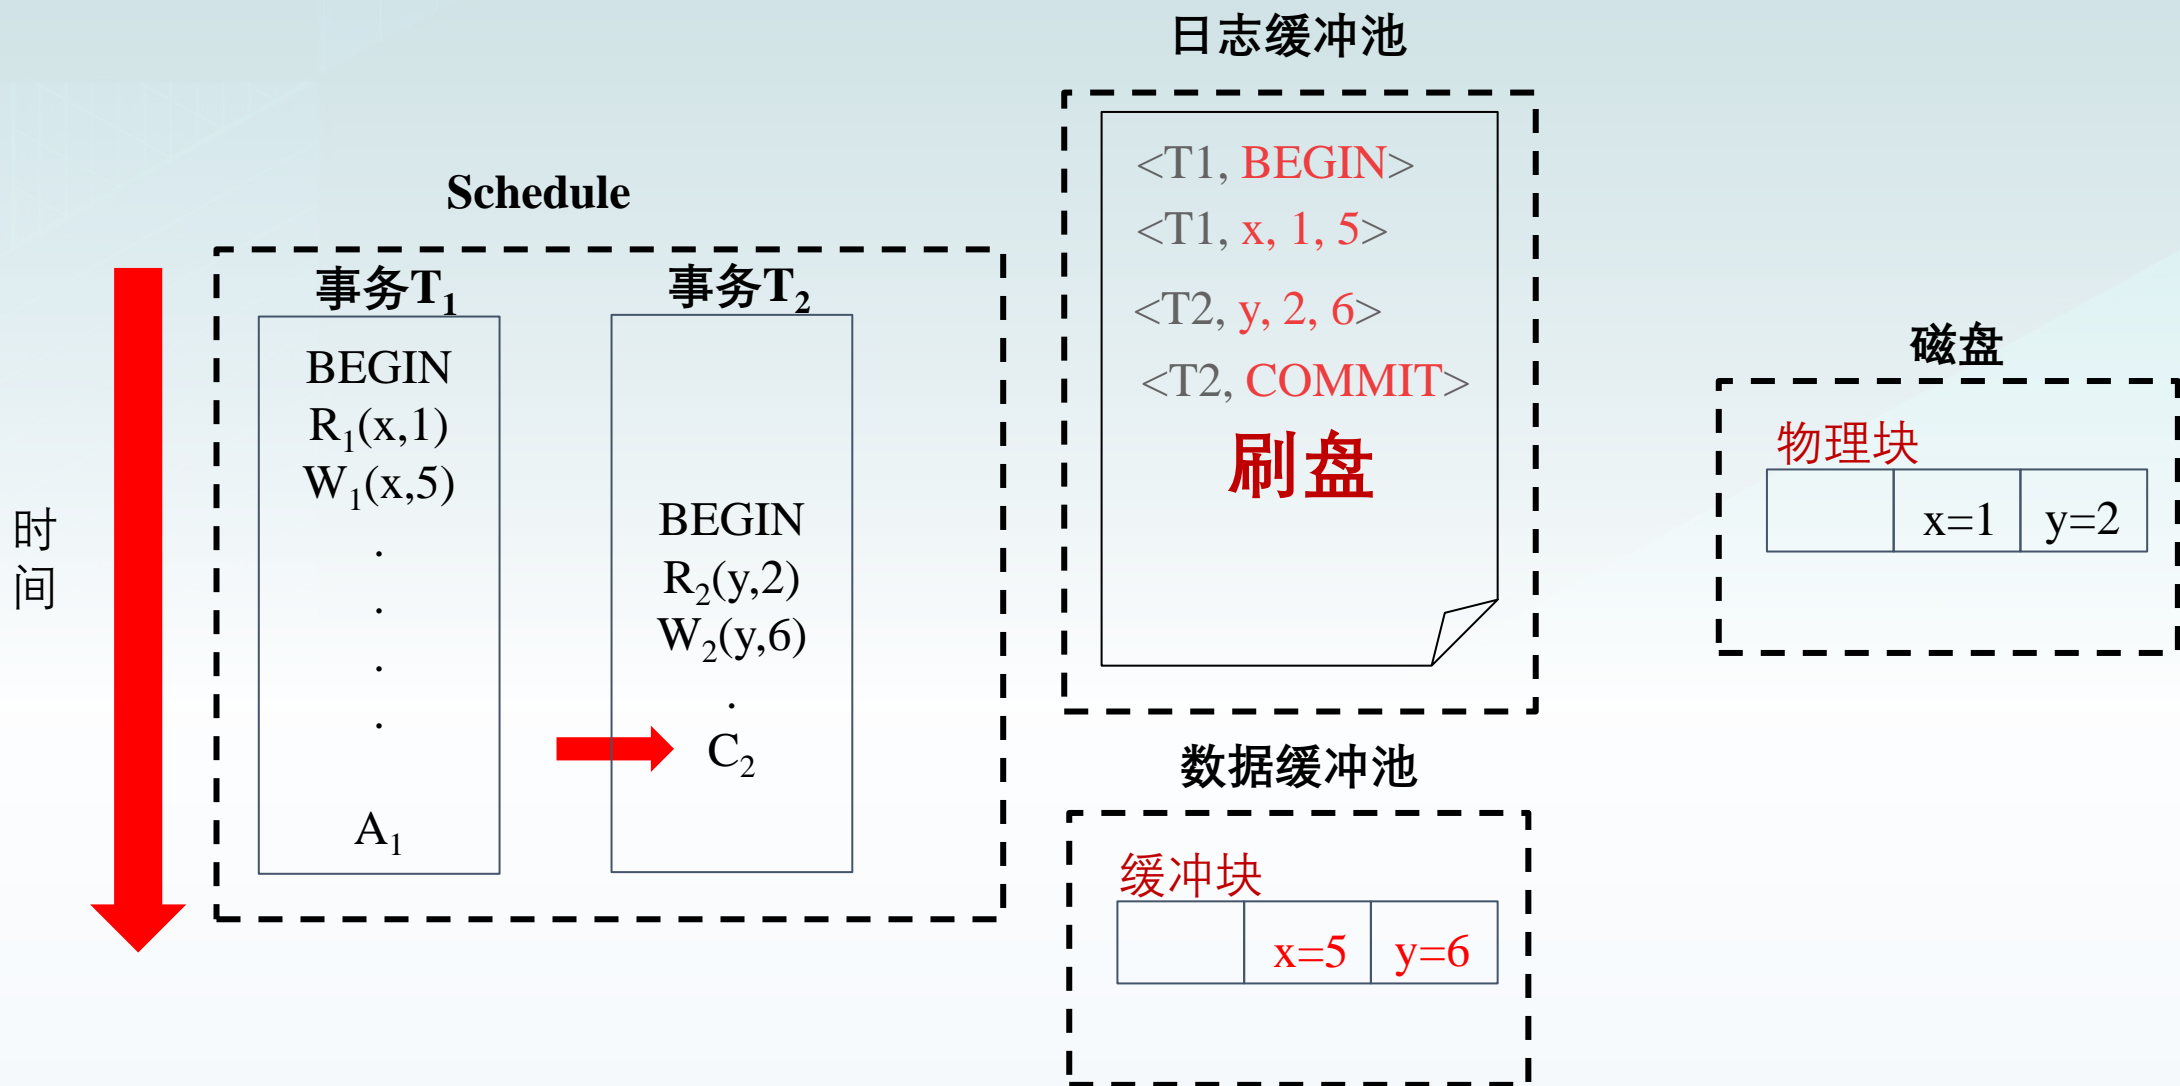 日志缓冲池
<T1, BEGIN>
<T1, x, 1, 5>
<T2, y, 2, 6>
<T2, COMMIT>
刷盘
Schedule
事务T₁
BEGIN
R₁(x,1)
W₁(x,5)
.
.
.
.
A₁
事务T₂
BEGIN
R₂(y,2)
W₂(y,6)
.
C₂
时
间
磁盘
物理块
x=1 y=2
数据缓冲池
缓冲块
x=5 y=6